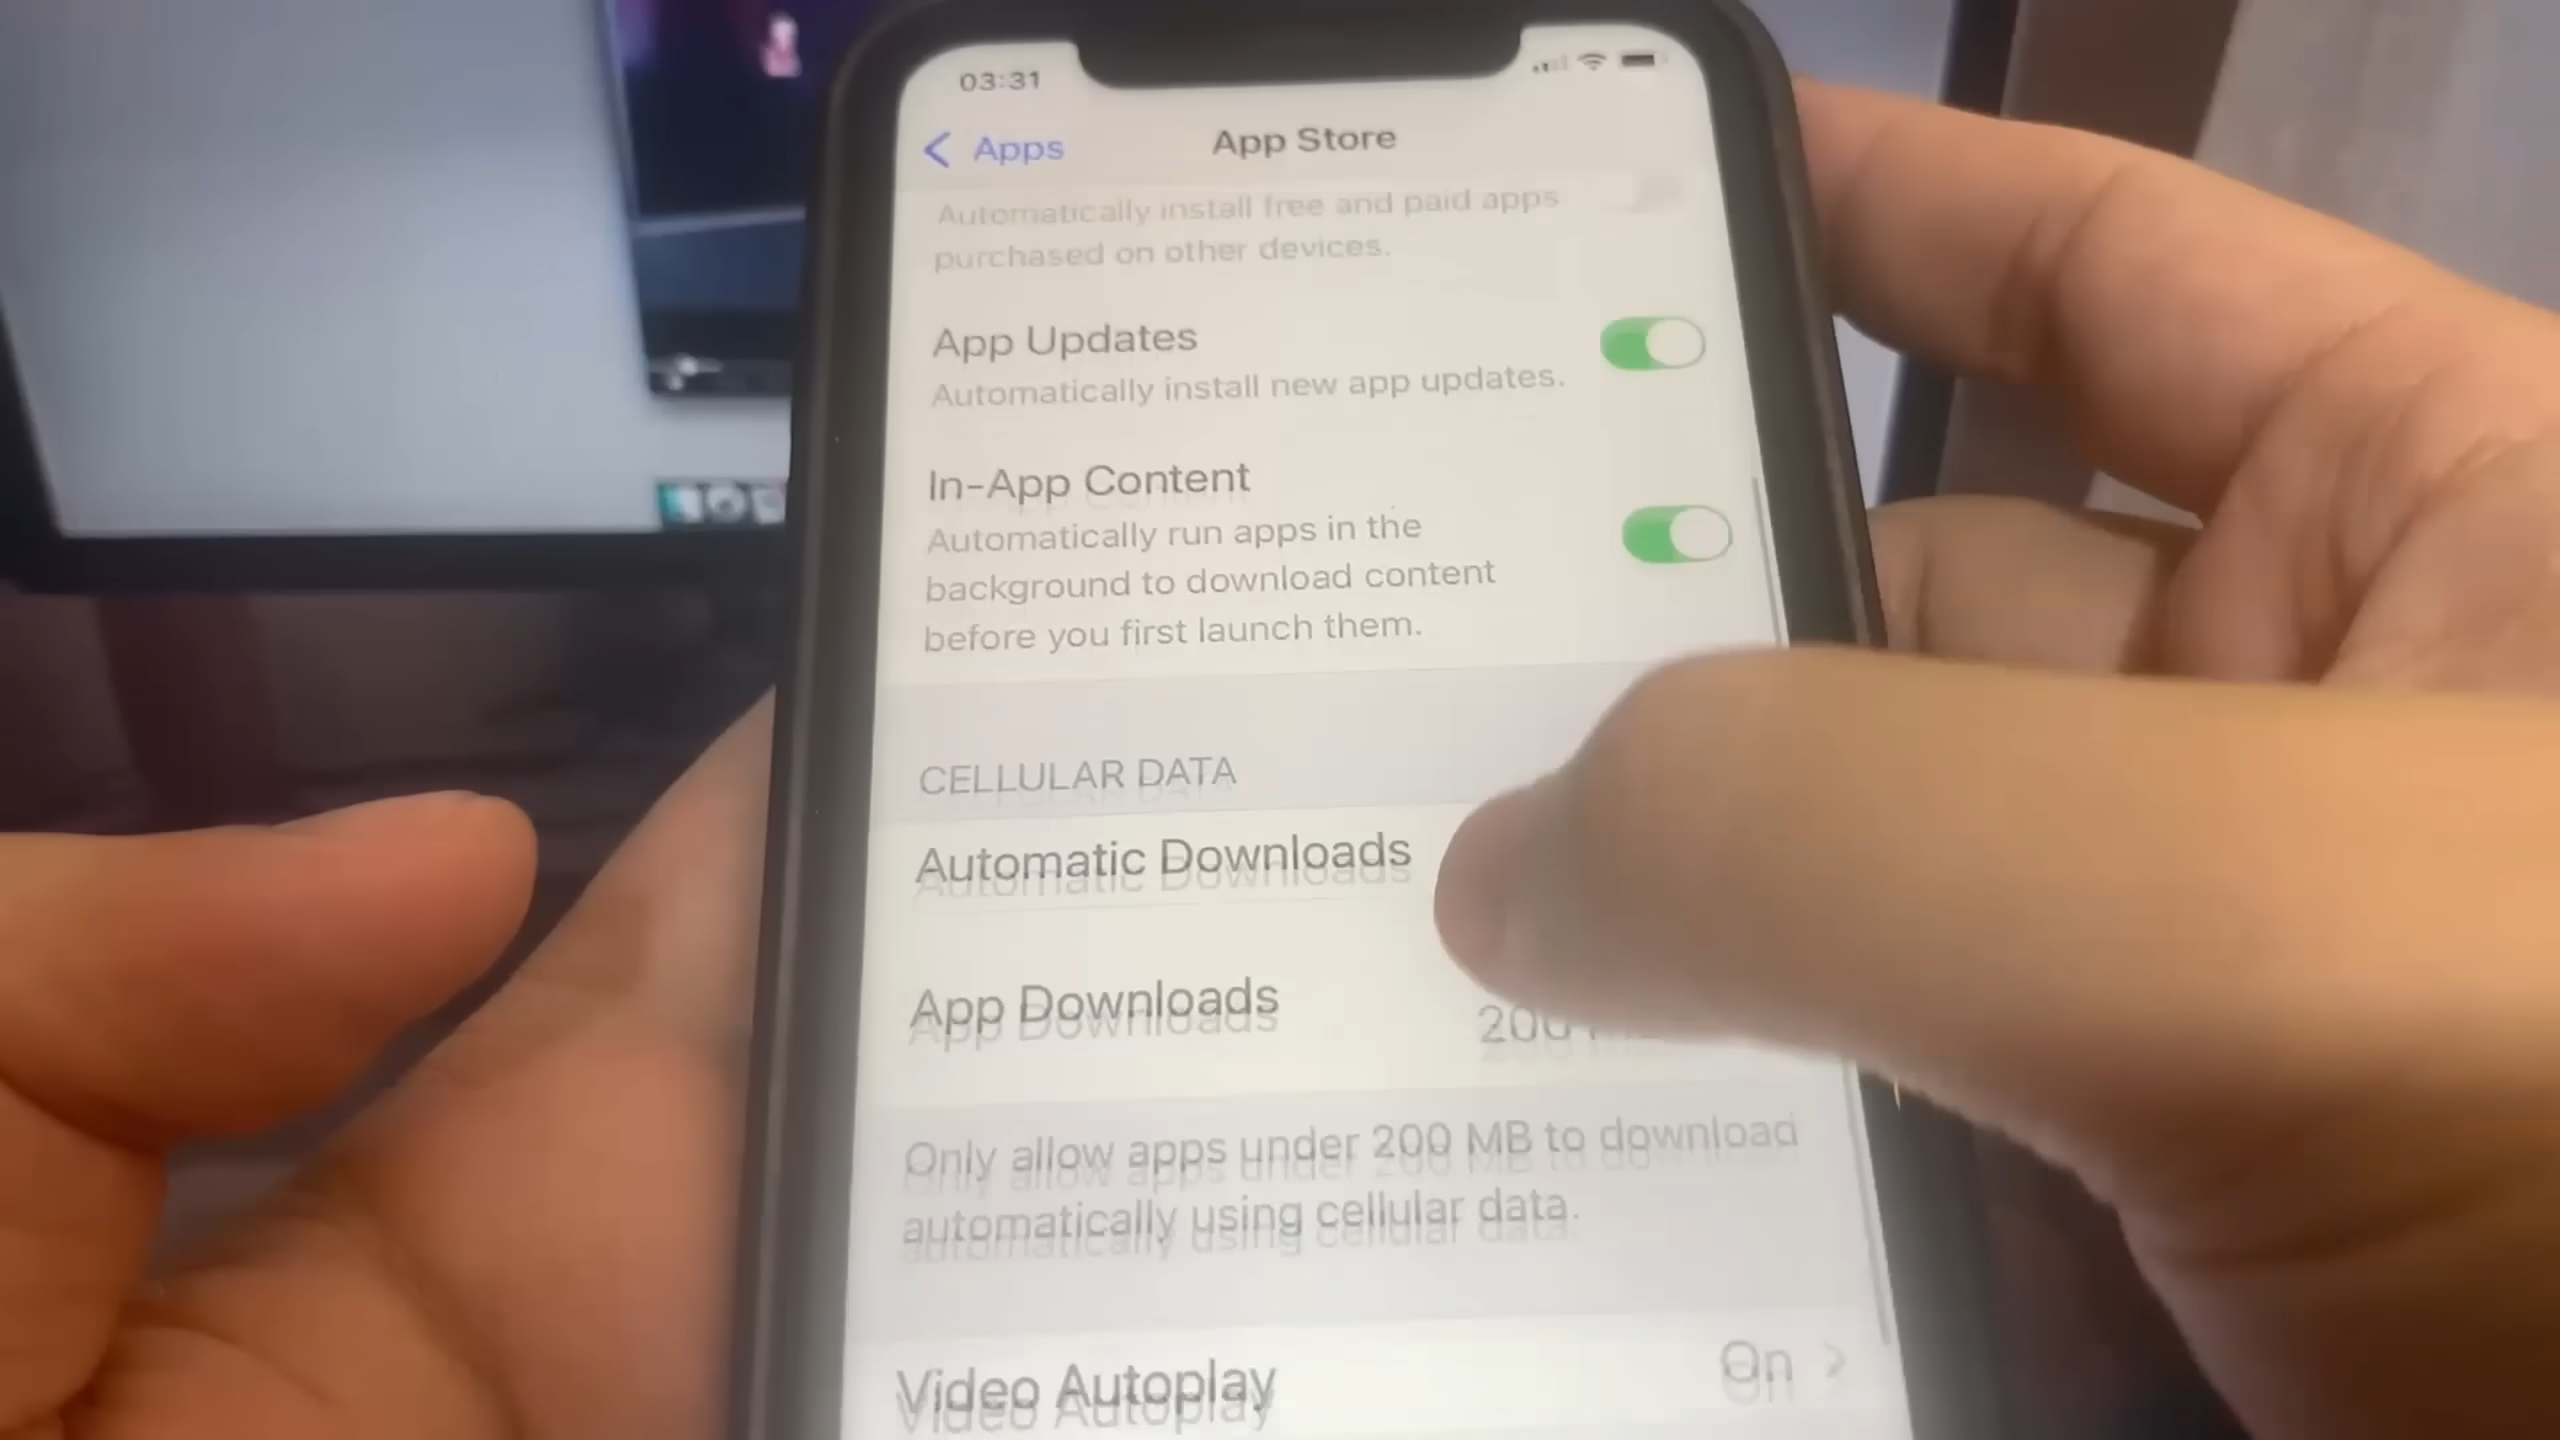 03:31
Apps
App Store
Automatically install free and paid apps
purchased on other devices.
App Updates
Automatically install new app updates.
In-App Content
Automatically run apps in the
background to download content
before you first launch them.
CELLULAR DATA
Automatic Downloads
App Downloads
200
Only allow apps under 200 MB to download
automatically using cellular data.
Video Autoplay
On